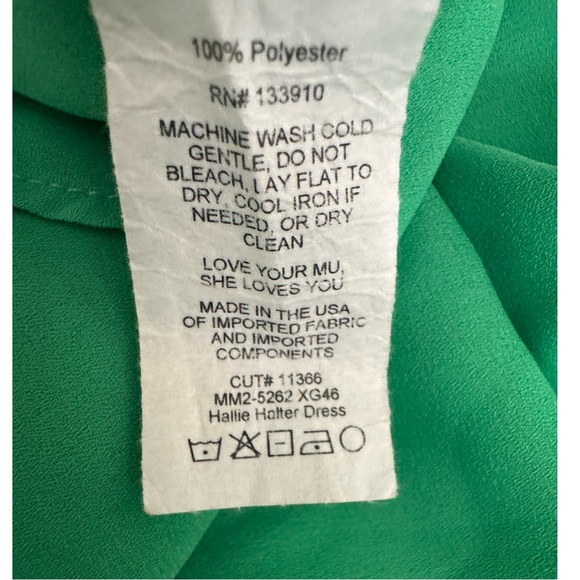 100% Polyester
RN# 133910
MACHINE WASH COLD
GENTLE, DO NOT
BLEACH, LAY FLAT TO
DRY, COOL IRON IF
NEEDED, OR DRY
CLEAN
LOVE YOUR MU,
SHE LOVES YOU
MADE IN THE USA
OF IMPORTED FABRIC
AND IMPORTED
COMPONENTS
CUT# 11366
MM2-5262 XG46
Hallie Halter Dress